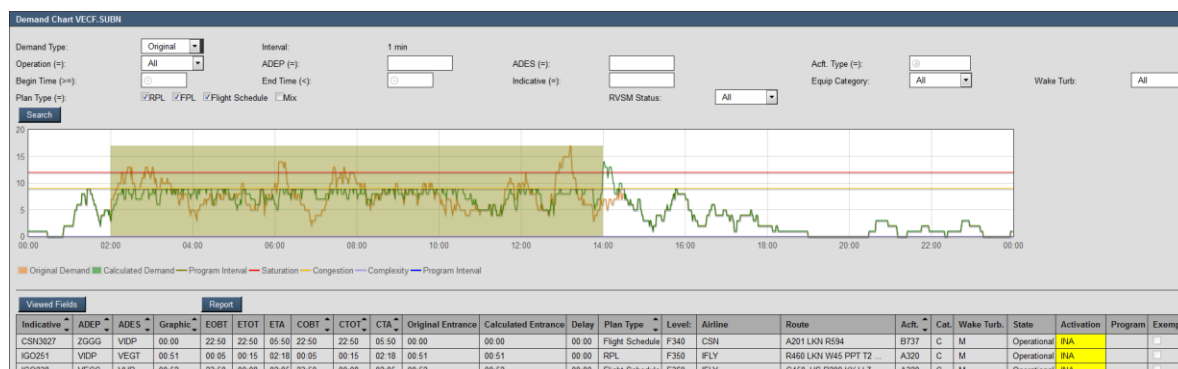 Demand Chart VECF.SUBN
Demand Type: Original Interval: 1 min
Operation (=): All ADEP (=): ADES (=): Acft. Type (=):
Begin Time (>=): End Time (<): Indicative (=): Equip Category: All Wake Turb: All
Plan Type (=): RPL FPL Flight Schedule Mix RVSM Status: All
Search
20
15
10
5
0
00:00 02:00 04:00 06:00 08:00 10:00 12:00 14:00 16:00 18:00 20:00 22:00 00:00
Original Demand Calculated Demand Program Interval Saturation Congestion Complexity Program Interval
Viewed Fields Report
Indicative ADEP ADES Graphic EOBT ETOT ETA COBT CTOT CTA Original Entrance Calculated Entrance Delay Plan Type Level: Airline Route Acft. Cat. Wake Turb. State Activation Program Exemp
CSN3027 ZGGG VIDP 00:00 22:50 22:50 05:50 22:50 22:50 05:50 00:00 00:00 00:00 Flight Schedule F340 CSN A201 LKN R594 B737 C M Operational INA
IGO251 VIDP VEGT 00:51 00:05 00:15 02:18 00:05 00:15 02:18 00:51 00:51 00:00 RPL F350 IFLY R460 LKN W45 PPT T2 ... A320 C M Operational INA